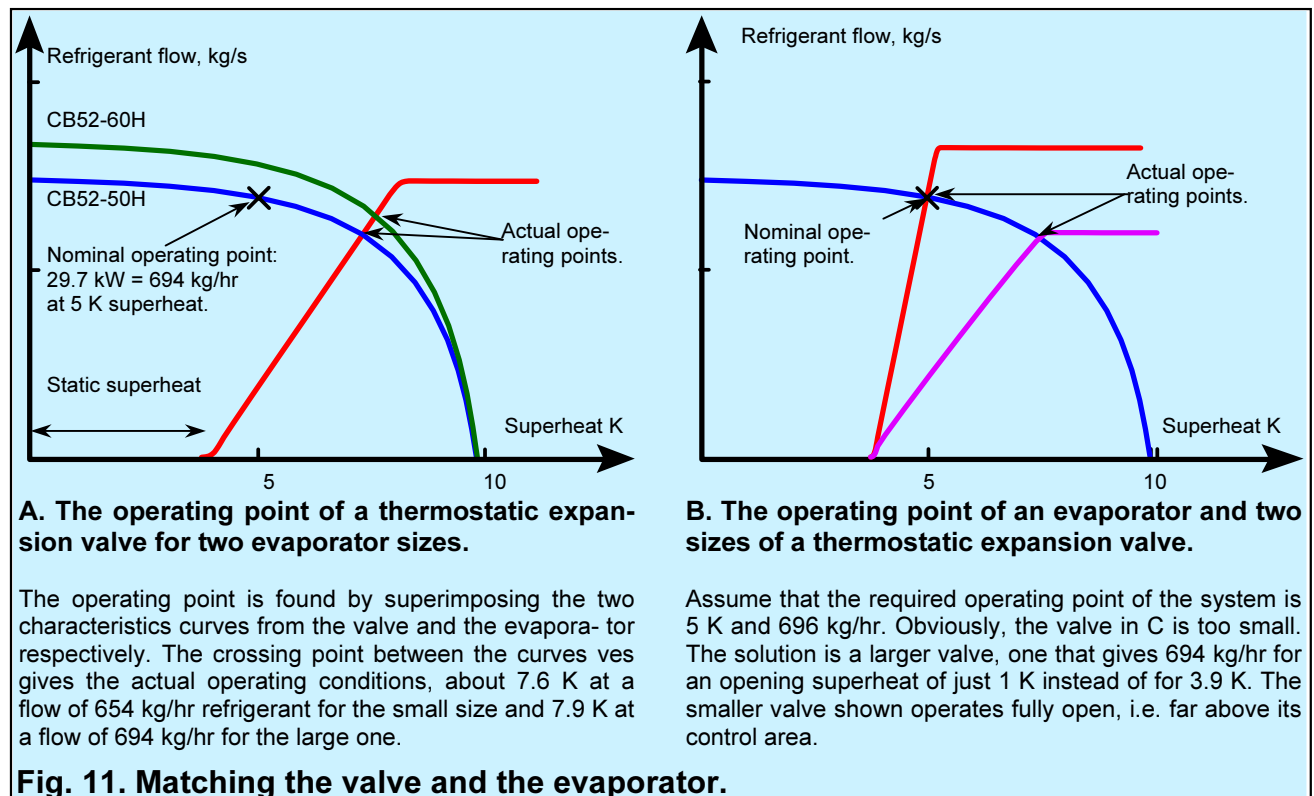 Refrigerant flow, kg/s
CB52-60H
CB52-50H
Nominal operating point:
29.7 kW = 694 kg/hr
at 5 K superheat.
Actual ope-
rating points.
Static superheat
Superheat K
5
10
A. The operating point of a thermostatic expan-
sion valve for two evaporator sizes.
The operating point is found by superimposing the two
characteristics curves from the valve and the evapora- tor
respectively. The crossing point between the curves ves
gives the actual operating conditions, about 7.6 K at a
flow of 654 kg/hr refrigerant for the small size and 7.9 K at
a flow of 694 kg/hr for the large one.
Refrigerant flow, kg/s
Actual ope-
rating points.
Nominal ope-
rating point.
Superheat K
5
10
B. The operating point of an evaporator and two
sizes of a thermostatic expansion valve.
Assume that the required operating point of the system is
5 K and 696 kg/hr. Obviously, the valve in C is too small.
The solution is a larger valve, one that gives 694 kg/hr for
an opening superheat of just 1 K instead of for 3.9 K. The
smaller valve shown operates fully open, i.e. far above its
control area.
Fig. 11. Matching the valve and the evaporator.